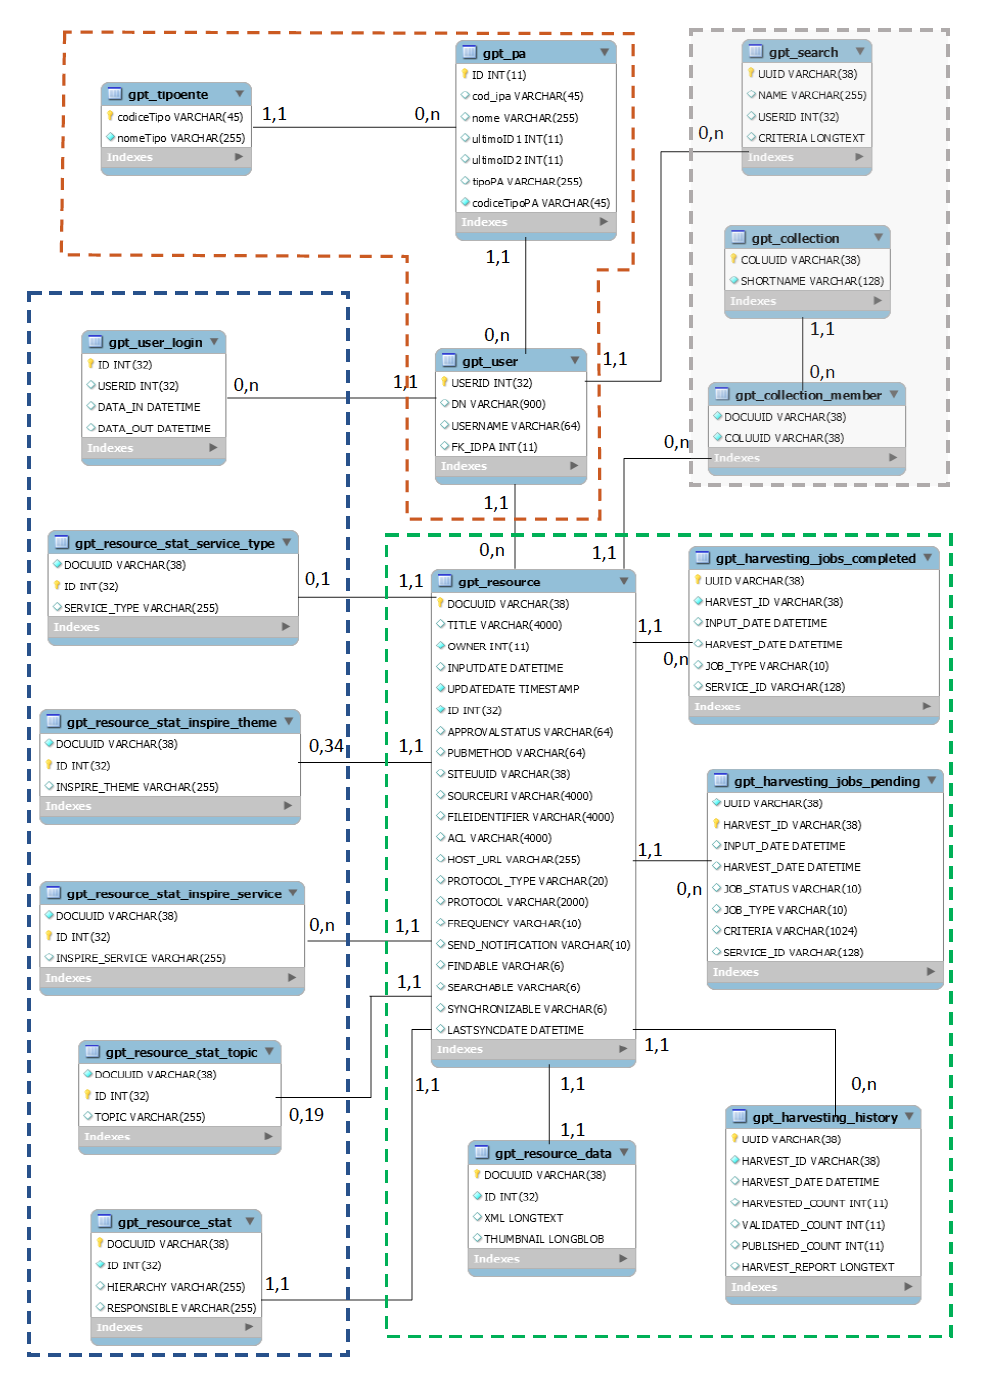 gpt_tipoente
codiceTipo VARCHAR(45)
nomeTipo VARCHAR(255)
Indexes
1,1
0,n
gpt_pa
ID INT(11)
cod_ipa VARCHAR(45)
nome VARCHAR(255)
ultimoID1 INT(11)
ultimoID2 INT(11)
tipoPA VARCHAR(255)
codiceTipoPA VARCHAR(45)
Indexes
1,1
0,n
gpt_search
UUID VARCHAR(38)
NAME VARCHAR(255)
USERID INT(32)
CRITERIA LONGTEXT
Indexes
0,n
1,1
gpt_collection
COLUUID VARCHAR(38)
SHORTNAME VARCHAR(128)
Indexes
1,1
0,n
gpt_collection_member
DOCUUID VARCHAR(38)
COLUUID VARCHAR(38)
Indexes
0,n
1,1
gpt_user_login
ID INT(32)
USERID INT(32)
DATA_IN DATETIME
DATA_OUT DATETIME
Indexes
0,n
1,1
gpt_user
USERID INT(32)
DN VARCHAR(900)
USERNAME VARCHAR(64)
FK_IDPA INT(11)
Indexes
1,1
0,n
gpt_resource_stat_service_type
DOCUUID VARCHAR(38)
ID INT(32)
SERVICE_TYPE VARCHAR(255)
Indexes
0,1
1,1
gpt_resource_stat_inspire_theme
DOCUUID VARCHAR(38)
ID INT(32)
INSPIRE_THEME VARCHAR(255)
Indexes
0,34
1,1
gpt_resource_stat_inspire_service
DOCUUID VARCHAR(38)
ID INT(32)
INSPIRE_SERVICE VARCHAR(255)
Indexes
0,n
1,1
gpt_resource_stat_topic
DOCUUID VARCHAR(38)
ID INT(32)
TOPIC VARCHAR(255)
Indexes
0,19
1,1
gpt_resource_stat
DOCUUID VARCHAR(38)
ID INT(32)
HIERARCHY VARCHAR(255)
RESPONSIBLE VARCHAR(255)
Indexes
1,1
1,1
gpt_resource
DOCUUID VARCHAR(38)
TITLE VARCHAR(4000)
OWNER INT(11)
INPUTDATE DATETIME
UPDATEDATE TIMESTAMP
ID INT(32)
APPROVALSTATUS VARCHAR(64)
PUBMETHOD VARCHAR(64)
SITEUUID VARCHAR(38)
SOURCEURI VARCHAR(4000)
FILEIDENTIFIER VARCHAR(4000)
ACL VARCHAR(4000)
HOST_URL VARCHAR(255)
PROTOCOL_TYPE VARCHAR(20)
PROTOCOL VARCHAR(2000)
FREQUENCY VARCHAR(10)
SEND_NOTIFICATION VARCHAR(10)
FINDABLE VARCHAR(6)
SEARCHABLE VARCHAR(6)
SYNCHRONIZABLE VARCHAR(6)
LASTSYNCDATE DATETIME
Indexes
1,1
1,1
gpt_resource_data
DOCUUID VARCHAR(38)
ID INT(32)
XML LONGTEXT
THUMBNAIL LONGBLOB
Indexes
1,1
0,n
gpt_harvesting_jobs_completed
UUID VARCHAR(38)
HARVEST_ID VARCHAR(38)
INPUT_DATE DATETIME
HARVEST_DATE DATETIME
JOB_TYPE VARCHAR(10)
SERVICE_ID VARCHAR(128)
Indexes
1,1
0,n
gpt_harvesting_jobs_pending
UUID VARCHAR(38)
HARVEST_ID VARCHAR(38)
INPUT_DATE DATETIME
HARVEST_DATE DATETIME
JOB_STATUS VARCHAR(10)
JOB_TYPE VARCHAR(10)
CRITERIA VARCHAR(1024)
SERVICE_ID VARCHAR(128)
Indexes
1,1
0,n
gpt_harvesting_history
UUID VARCHAR(38)
HARVEST_ID VARCHAR(38)
HARVEST_DATE DATETIME
HARVESTED_COUNT INT(11)
VALIDATED_COUNT INT(11)
PUBLISHED_COUNT INT(11)
HARVEST_REPORT LONGTEXT
Indexes